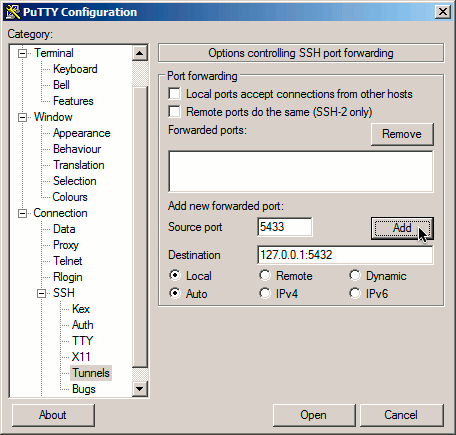 PuTTY Configuration
Category:
Terminal
Keyboard
Bell
Features
Window
Appearance
Behaviour
Translation
Selection
Colours
Connection
Data
Proxy
Telnet
Rlogin
SSH
Kex
Auth
TTY
X11
Tunnels
Bugs
Options controlling SSH port forwarding
Port forwarding
Local ports accept connections from other hosts
Remote ports do the same (SSH-2 only)
Forwarded ports:
Remove
Add new forwarded port:
Source port 5433 Add
Destination 127.0.0.1:5432
Local Remote Dynamic
Auto IPv4 IPv6
About Open Cancel